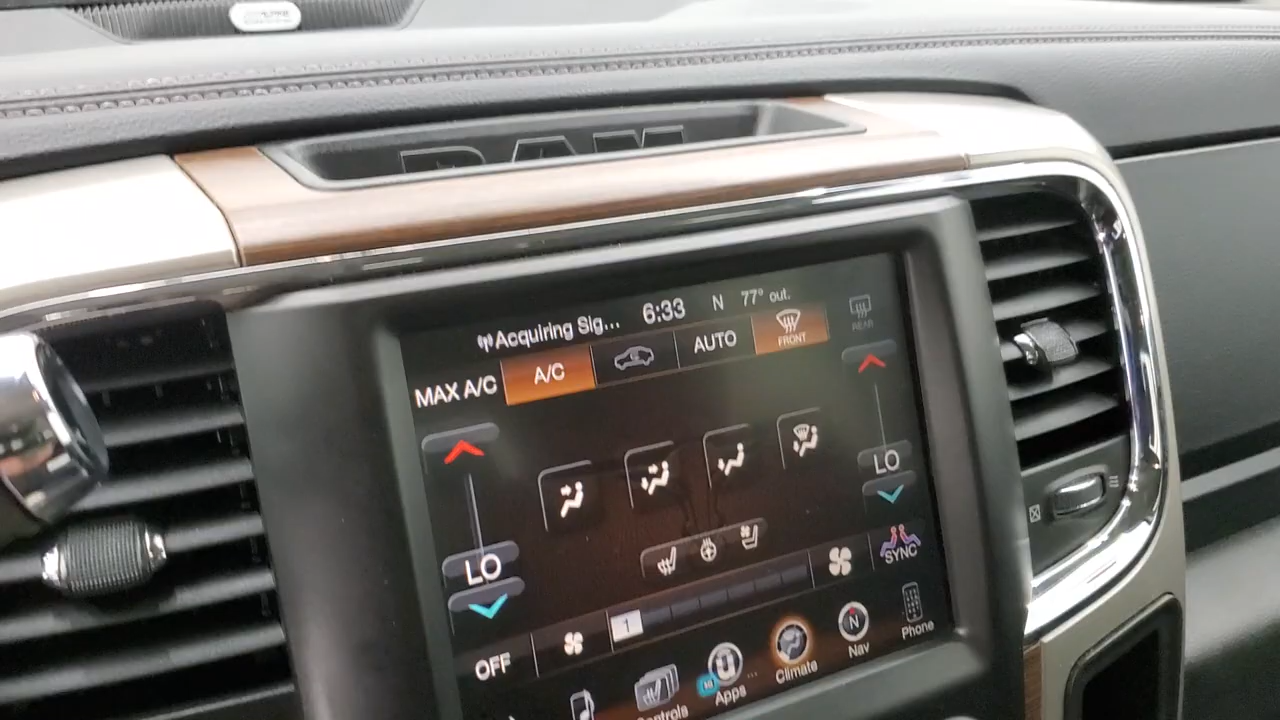 ALPINE
RAM
Acquiring Sig... 6:33 N 77° out.
MAX A/C A/C AUTO FRONT REAR
LO LO
SYNC
OFF 1
Controls Apps Climate Nav Phone